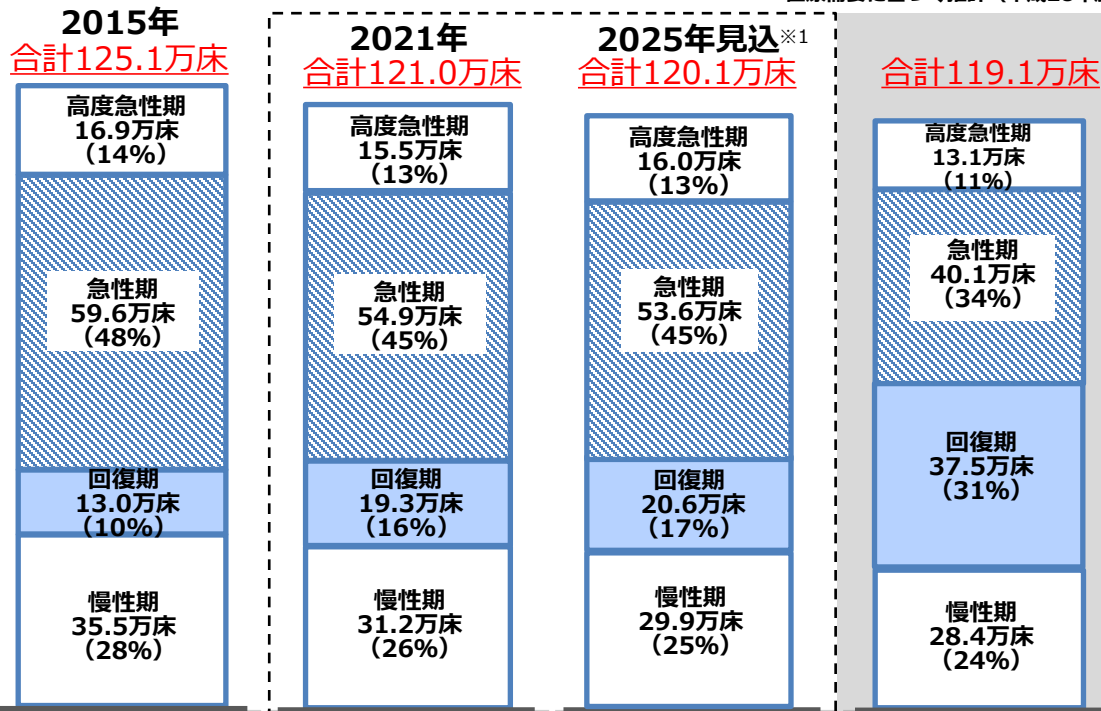 2015年
合計125.1万床
高度急性期
16.9万床
(14%)
急性期
59.6万床
(48%)
回復期
13.0万床
(10%)
慢性期
35.5万床
(28%)
2021年
合計121.0万床
高度急性期
15.5万床
(13%)
急性期
54.9万床
(45%)
回復期
19.3万床
(16%)
慢性期
31.2万床
(26%)
2025年見込※1
合計120.1万床
高度急性期
16.0万床
(13%)
急性期
53.6万床
(45%)
回復期
20.6万床
(17%)
慢性期
29.9万床
(25%)
合計119.1万床
高度急性期
13.1万床
(11%)
急性期
40.1万床
(34%)
回復期
37.5万床
(31%)
慢性期
28.4万床
(24%)